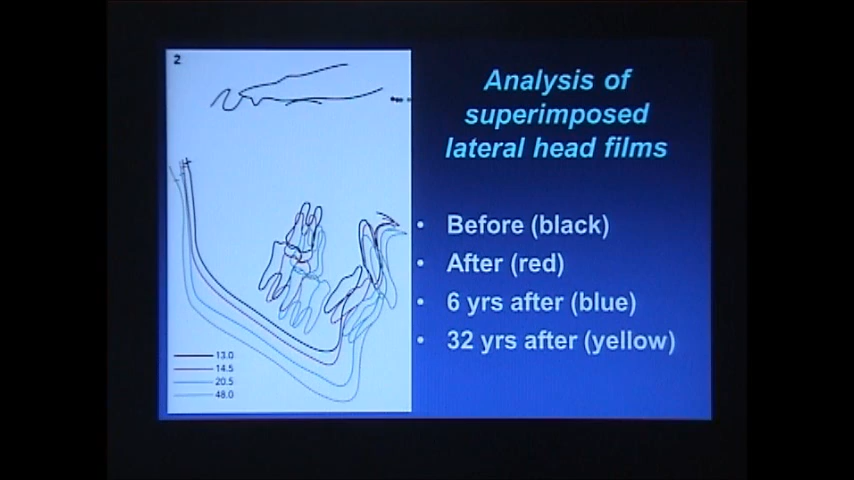 2
Analysis of
superimposed
lateral head films
• Before (black)
• After (red)
• 6 yrs after (blue)
• 32 yrs after (yellow)
13.0
14.5
20.5
48.0